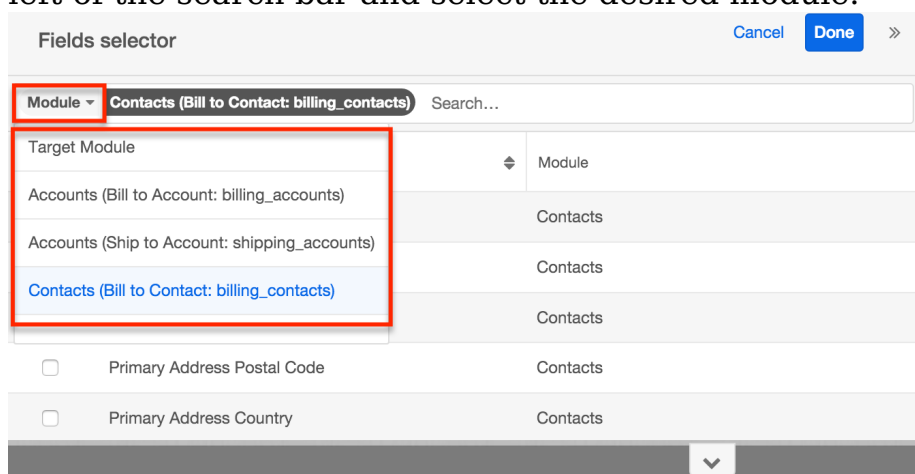 left of the search bar and select the desired module.
Fields selector
Cancel
Done
Module
Contacts (Bill to Contact: billing_contacts)
Search...
Target Module
Module
Accounts (Bill to Account: billing_accounts)
Contacts
Accounts (Ship to Account: shipping_accounts)
Contacts
Contacts (Bill to Contact: billing_contacts)
Contacts
Primary Address Postal Code
Contacts
Primary Address Country
Contacts